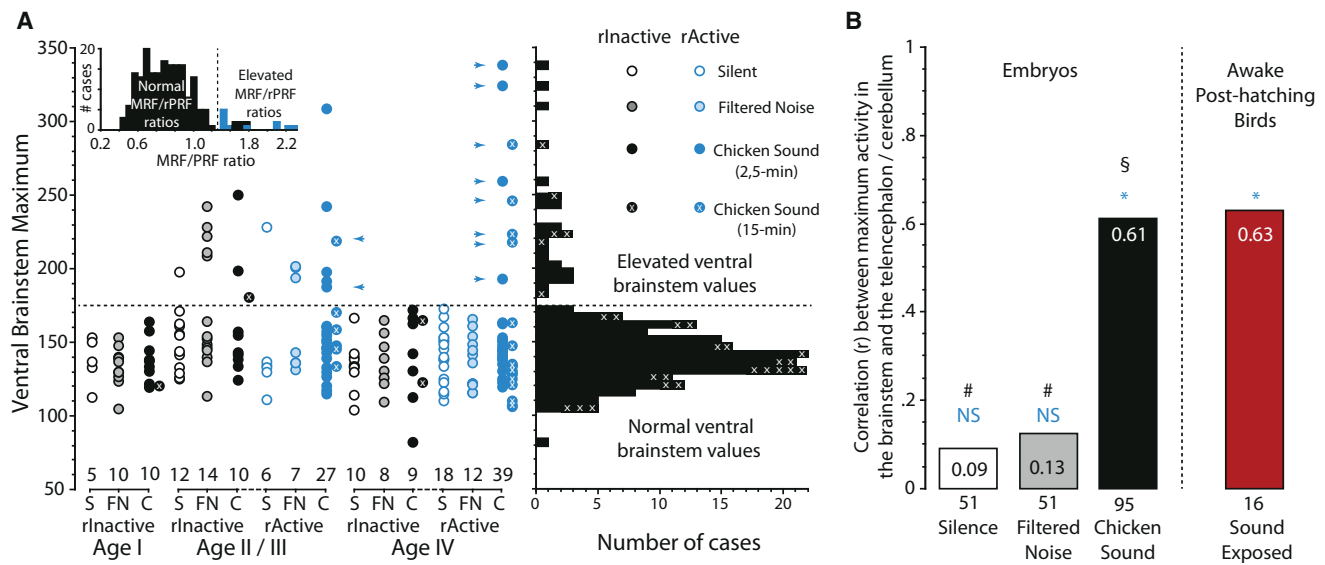 A
B
350
300
250
200
150
100
50
Ventral Brainstem Maximum
20
10
0
# cases
Normal
MRF/rPRF
ratios
Elevated
MRF/rPRF
ratios
0.2 0.6 1.0 1.8 2.2
MRF/PRF ratio
rInactive rActive
Silent
Filtered Noise
Chicken Sound
(2,5-min)
Chicken Sound
(15-min)
Elevated ventral
brainstem values
Normal ventral
brainstem values
5 10 10 12 14 10 6 7 27 10 8 9 18 12 39
S FN C S FN C S FN C S FN C S FN C
rInactive rInactive rActive rInactive rActive
Age I Age II / III Age IV
0 5 10 15 20
Number of cases
Correlation (r) between maximum activity in
the brainstem and the telencephalon / cerebellum
1
.8
.6
.4
.2
0
Embryos
Awake
Post-hatching
Birds
§
* *
# #
NS NS
0.09 0.13 0.61 0.63
51 51 95 16
Silence Filtered Chicken Sound
Noise Sound Exposed